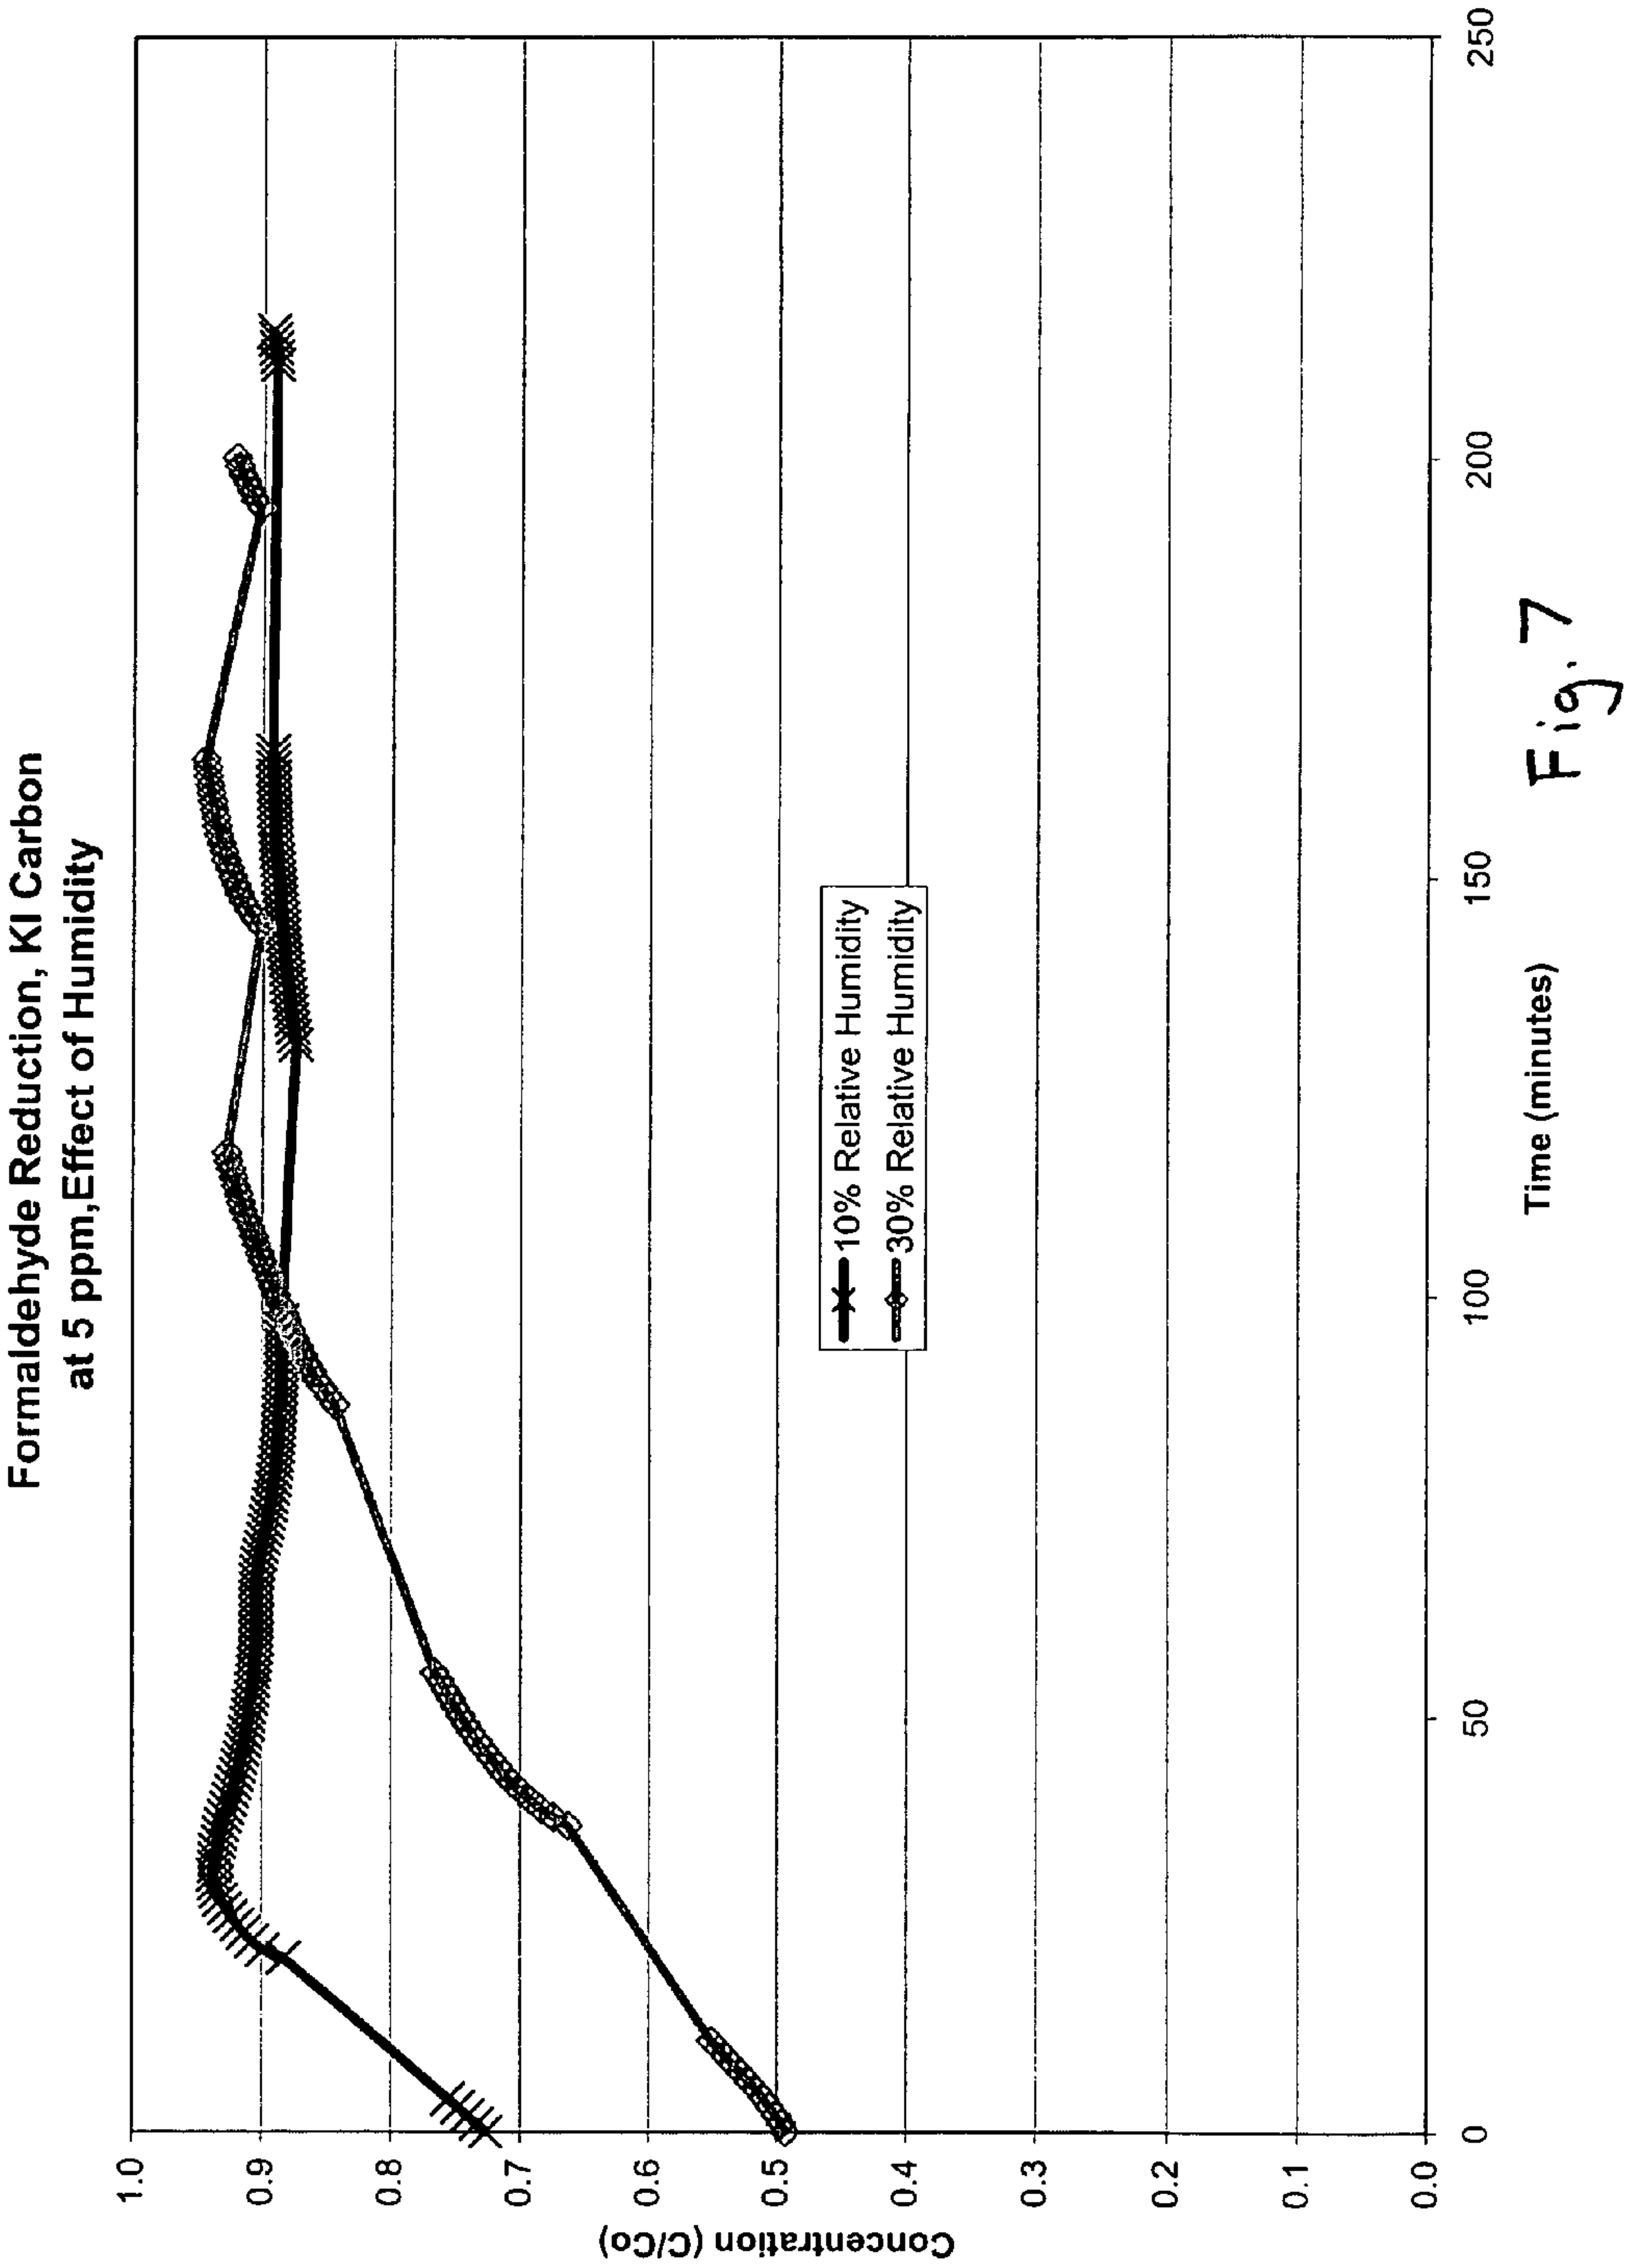 Formaldehyde Reduction, KI Carbon
at 5 ppm,Effect of Humidity
Concentration (C/Co)
1.0
0.9
0.8
0.7
0.6
0.5
0.4
0.3
0.2
0.1
0.0
10% Relative Humidity
30% Relative Humidity
0
50
100
150
200
250
Time (minutes)
Fig. 7